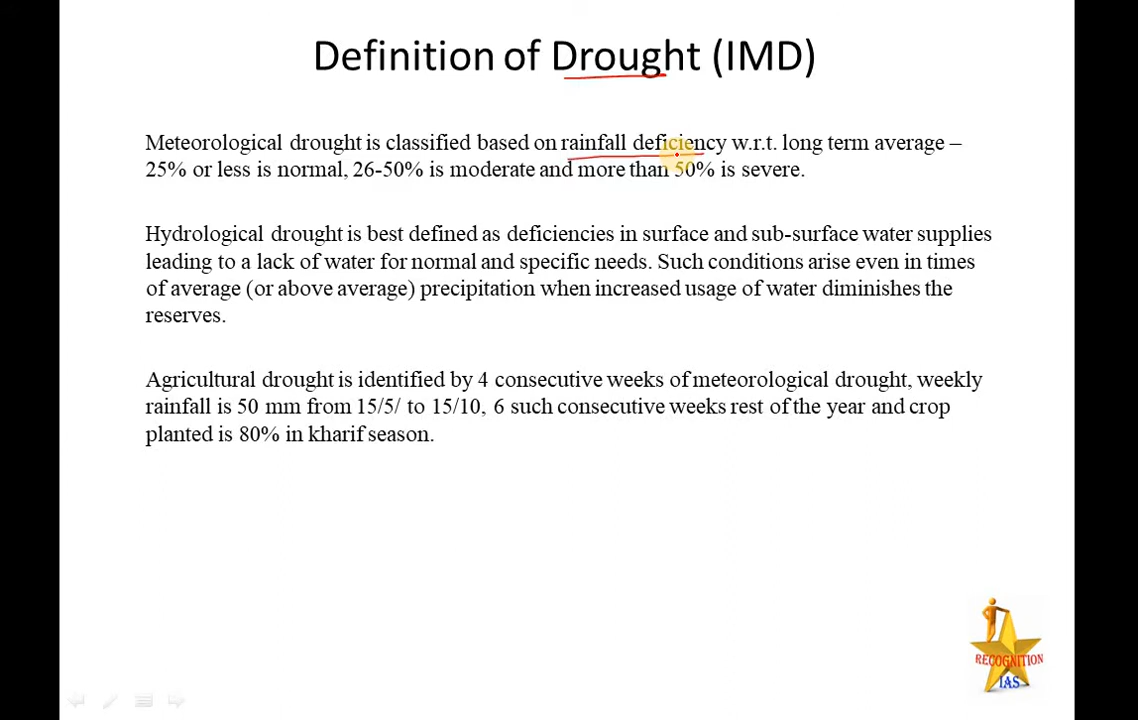 Definition of Drought (IMD)
Meteorological drought is classified based on rainfall deficiency w.r.t. long term average –
25% or less is normal, 26-50% is moderate and more than 50% is severe.
Hydrological drought is best defined as deficiencies in surface and sub-surface water supplies
leading to a lack of water for normal and specific needs. Such conditions arise even in times
of average (or above average) precipitation when increased usage of water diminishes the
reserves.
Agricultural drought is identified by 4 consecutive weeks of meteorological drought, weekly
rainfall is 50 mm from 15/5/ to 15/10, 6 such consecutive weeks rest of the year and crop
planted is 80% in kharif season.
RECOGNITION
IAS